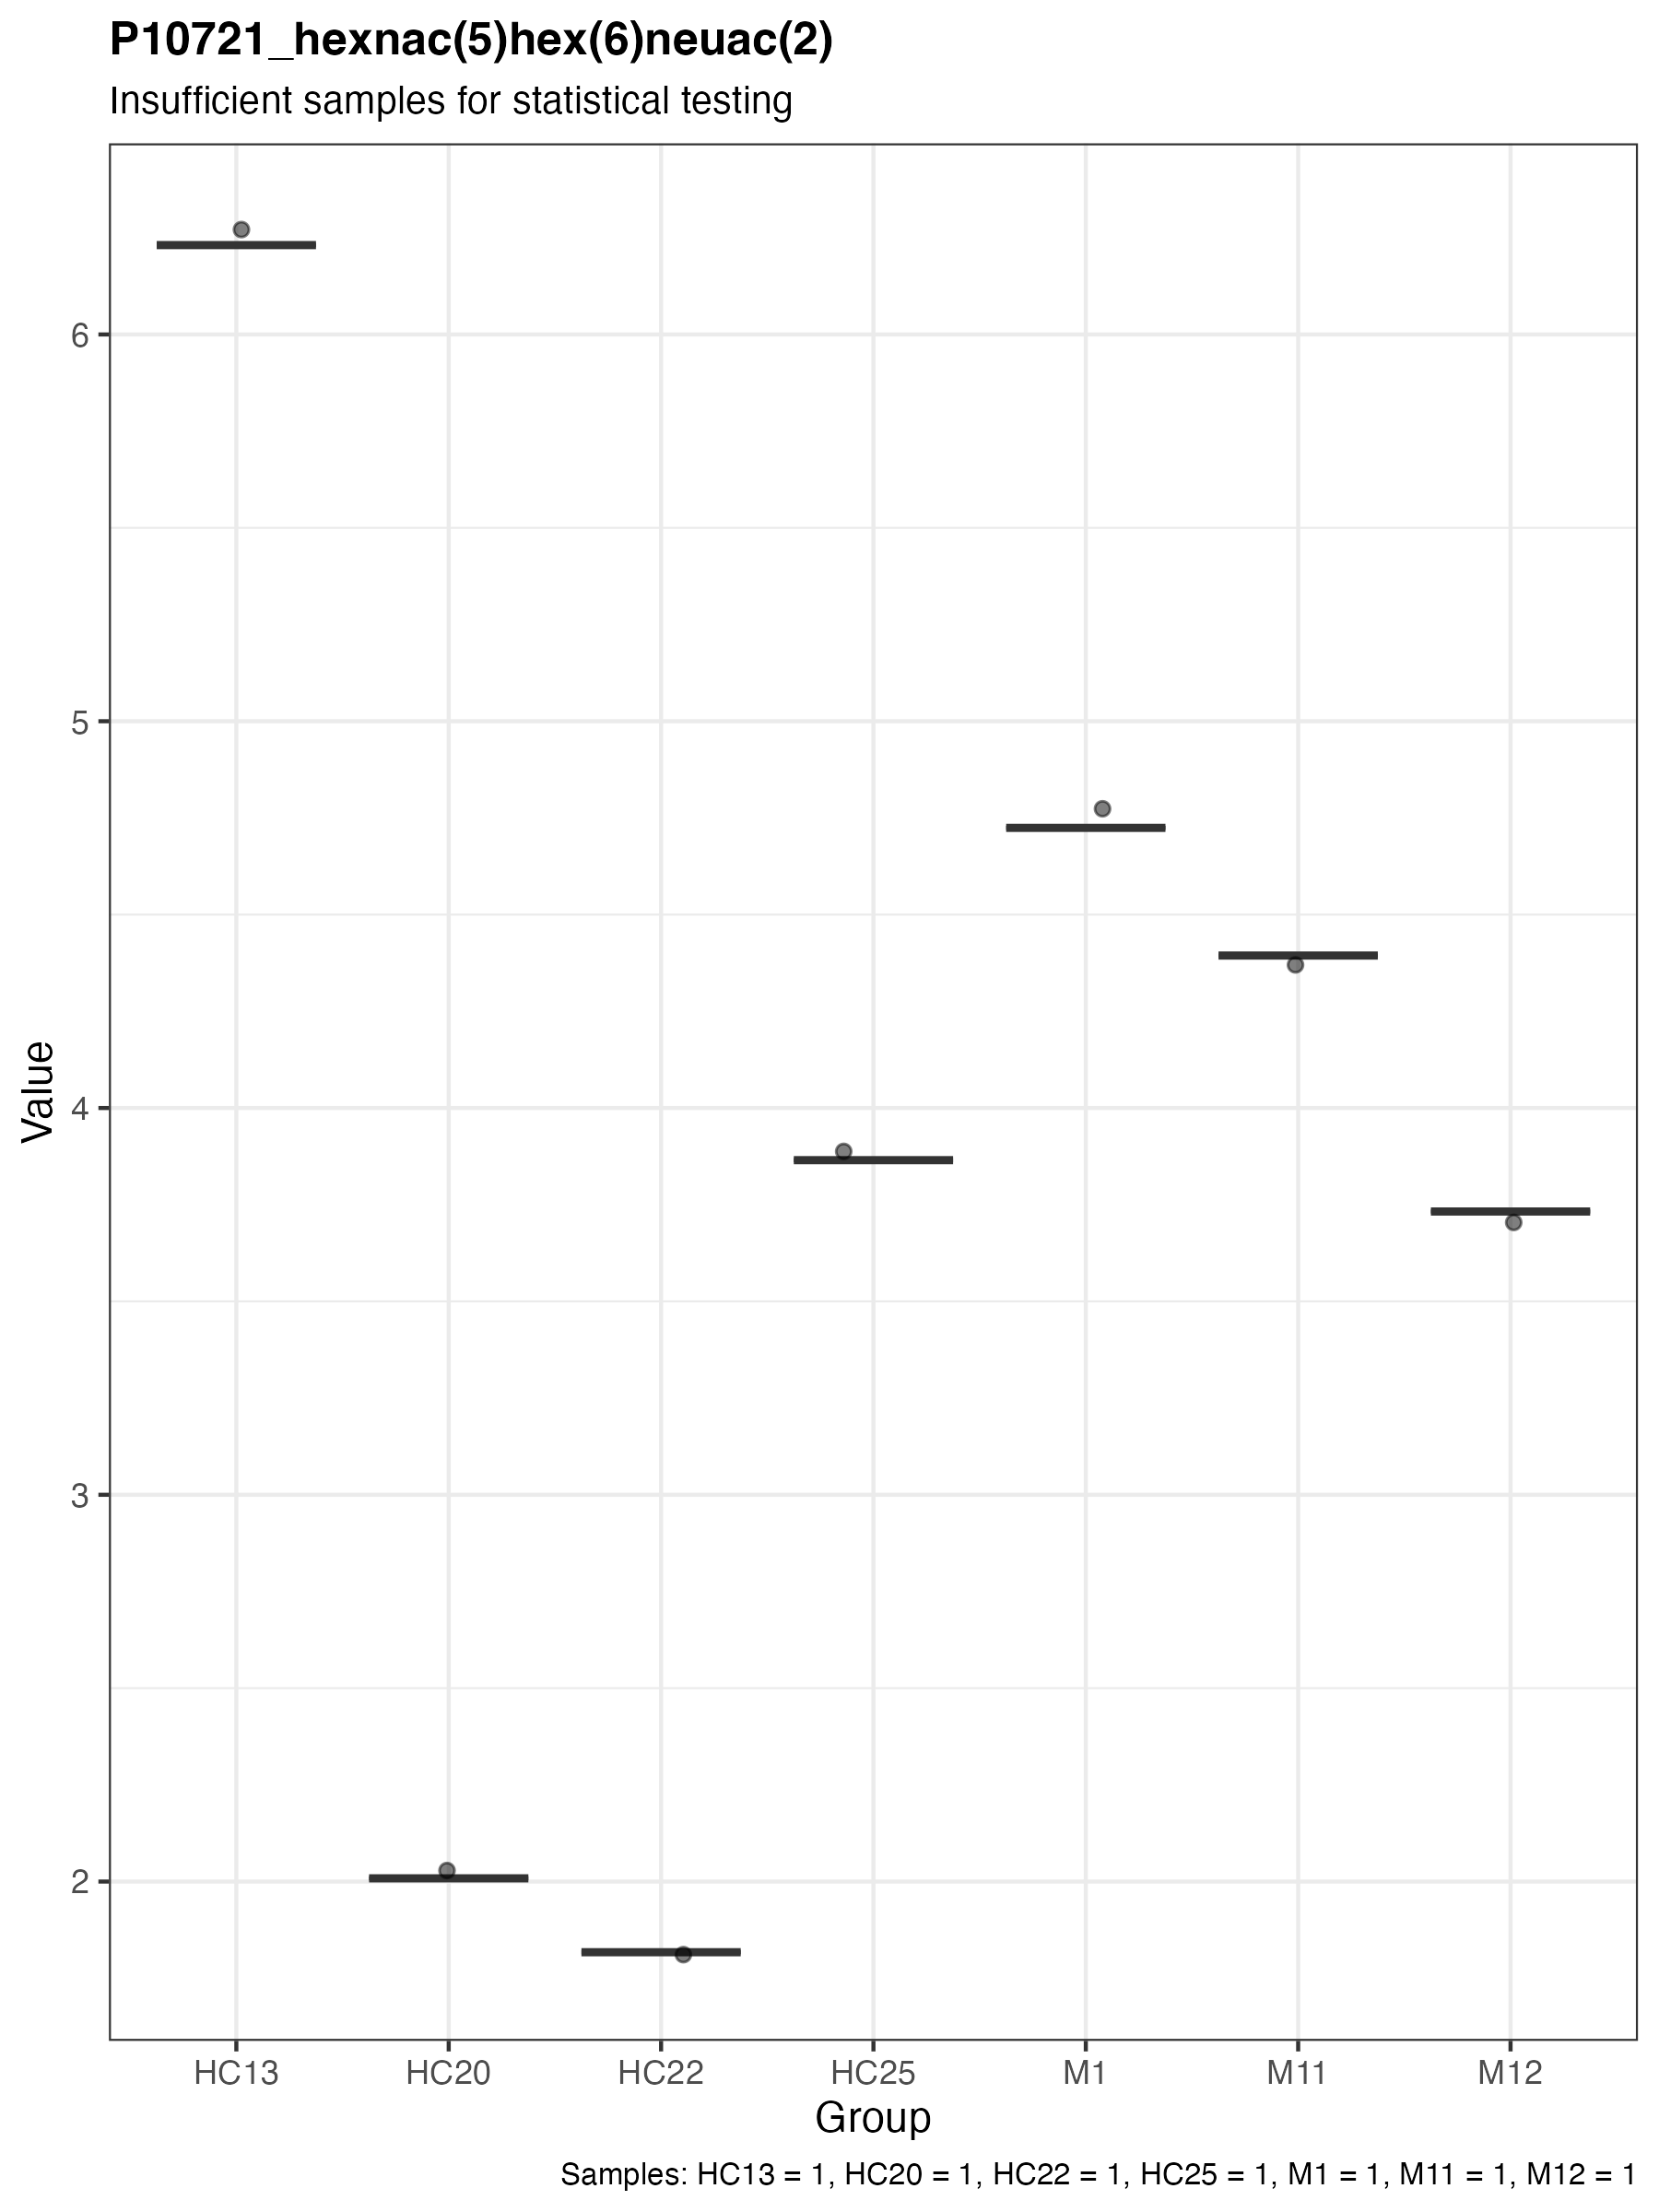 P10721_hexnac(5)hex(6)neuac(2)
Insufficient samples for statistical testing
6
5
4
3
2
Value
HC13 HC20 HC22 HC25 M1 M11 M12
Group
Samples: HC13 = 1, HC20 = 1, HC22 = 1, HC25 = 1, M1 = 1, M11 = 1, M12 = 1